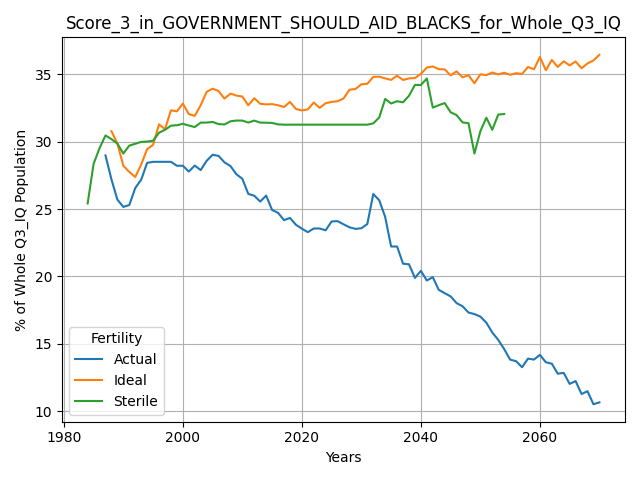 Score_3_in_GOVERNMENT_SHOULD_AID_BLACKS_for_Whole_Q3_IQ
% of Whole Q3_IQ Population
35
30
25
20
15
10
Fertility
Actual
Ideal
Sterile
1980
2000
2020
2040
2060
Years